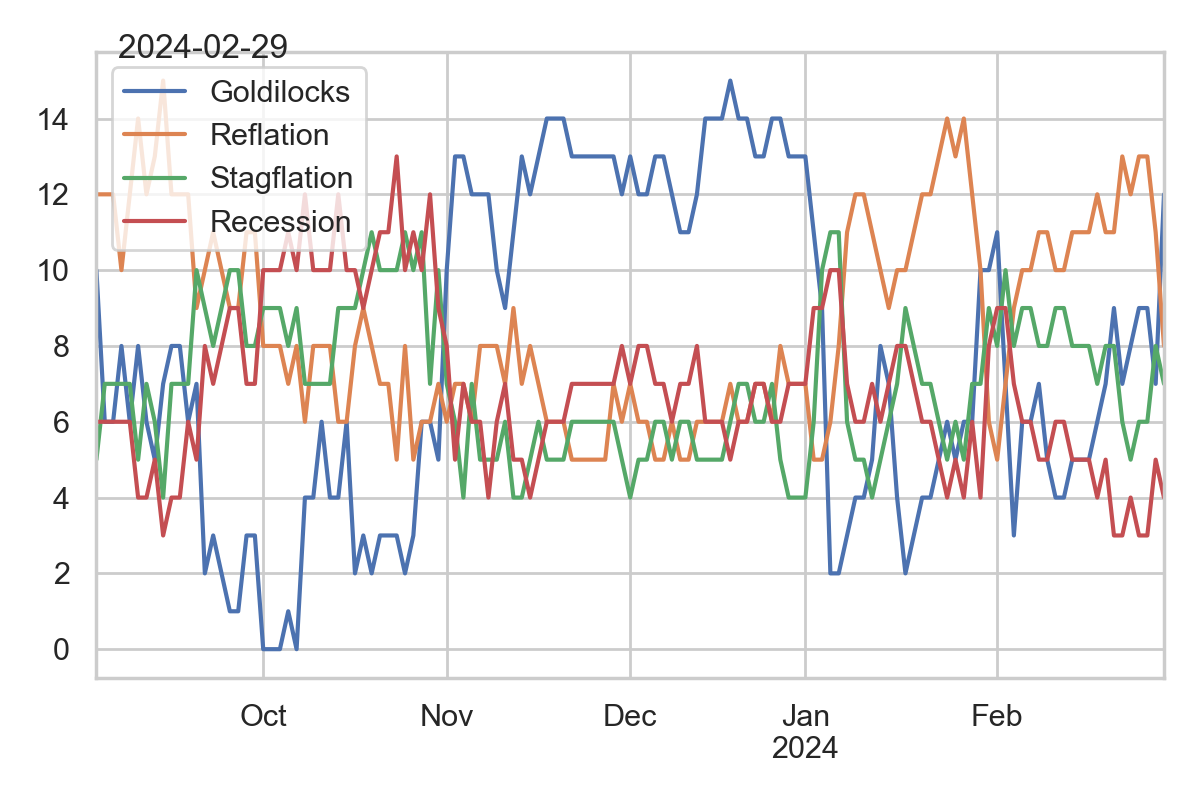 2024-02-29
Goldilocks
Reflation
Stagflation
Recession
14
12
10
8
6
4
2
0
Oct Nov Dec Jan Feb
2024